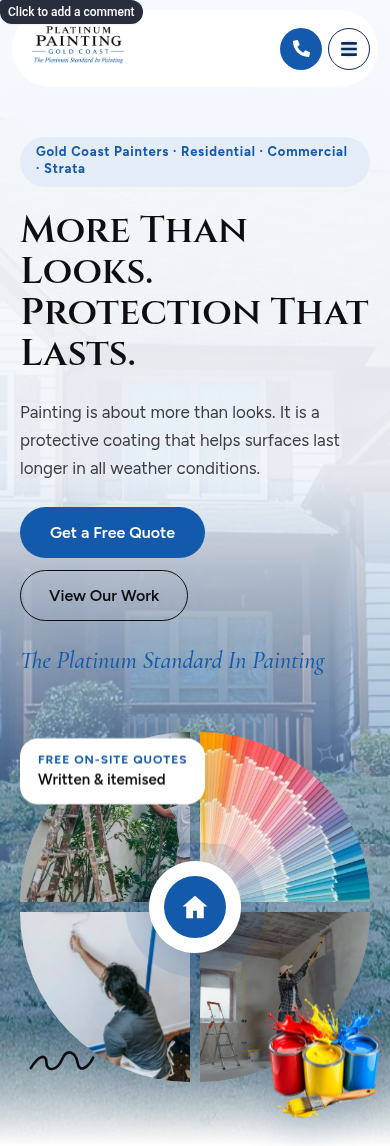 Click to add a comment
PLATINUM
PAINTING
GOLD COAST
The Platinum Standard In Painting
Gold Coast Painters · Residential · Commercial
· Strata
More Than
Looks.
Protection That
Lasts.
Painting is about more than looks. It is a
protective coating that helps surfaces last
longer in all weather conditions.
Get a Free Quote
View Our Work
The Platinum Standard In Painting
FREE ON-SITE QUOTES
Written & itemised